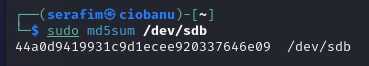 ┌──(serafim㉿ciobanu)-[~]
└─$ sudo md5sum /dev/sdb
44a0d9419931c9d1ecee920337646e09  /dev/sdb